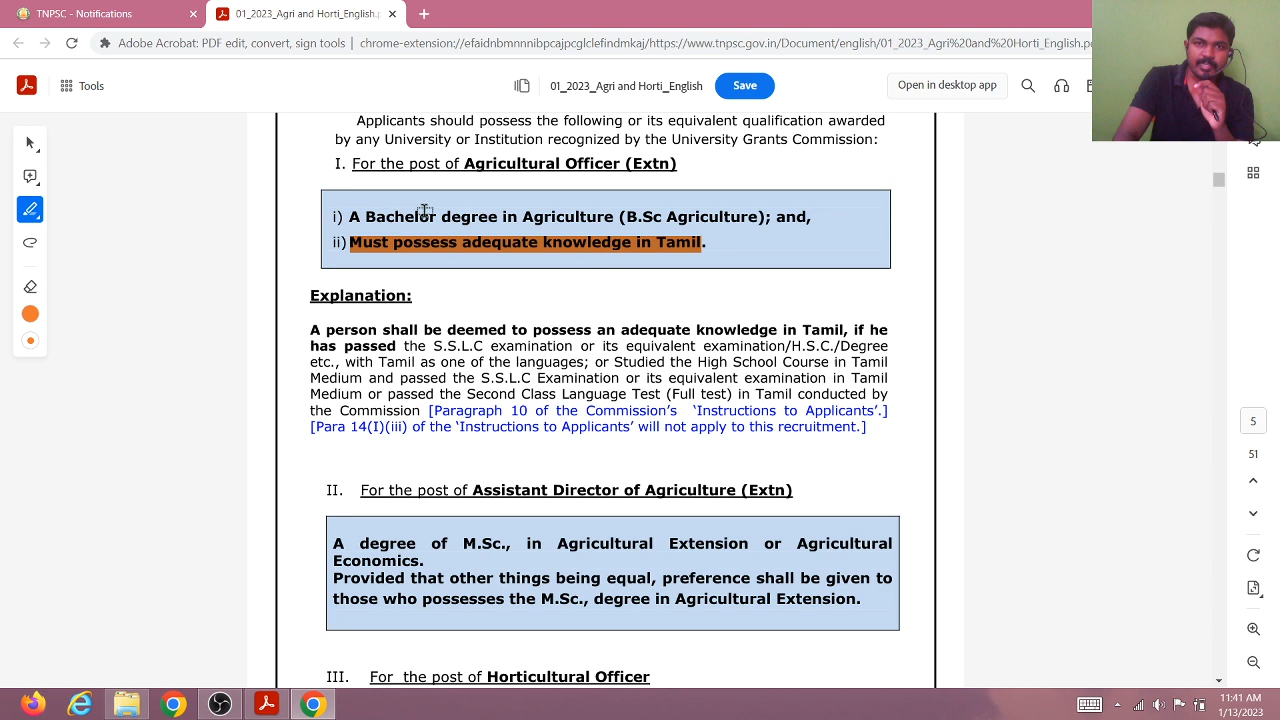 TNPSC - Notifications
01_2023_Agri and Horti_English.p
Adobe Acrobat: PDF edit, convert, sign tools
chrome-extension://efaidnbmnnnibpcajpcglclefindmkaj/https://www.tnpsc.gov.in/Document/english/01_2023_Agri%20and%20Horti_English.pd
Tools
01_2023_Agri and Horti_English
Save
Open in desktop app
Applicants should possess the following or its equivalent qualification awarded
by any University or Institution recognized by the University Grants Commission:
I. For the post of Agricultural Officer (Extn)
i) A Bachelor degree in Agriculture (B.Sc Agriculture); and,
ii) Must possess adequate knowledge in Tamil.
Explanation:
A person shall be deemed to possess an adequate knowledge in Tamil, if he
has passed the S.S.L.C examination or its equivalent examination/H.S.C./Degree
etc., with Tamil as one of the languages; or Studied the High School Course in Tamil
Medium and passed the S.S.L.C Examination or its equivalent examination in Tamil
Medium or passed the Second Class Language Test (Full test) in Tamil conducted by
the Commission [Paragraph 10 of the Commission's 'Instructions to Applicants'.]
[Para 14(I)(iii) of the 'Instructions to Applicants' will not apply to this recruitment.]
5
51
II. For the post of Assistant Director of Agriculture (Extn)
A degree of M.Sc., in Agricultural Extension or Agricultural
Economics.
Provided that other things being equal, preference shall be given to
those who possesses the M.Sc., degree in Agricultural Extension.
III. For the post of Horticultural Officer
11:41 AM
1/13/2023